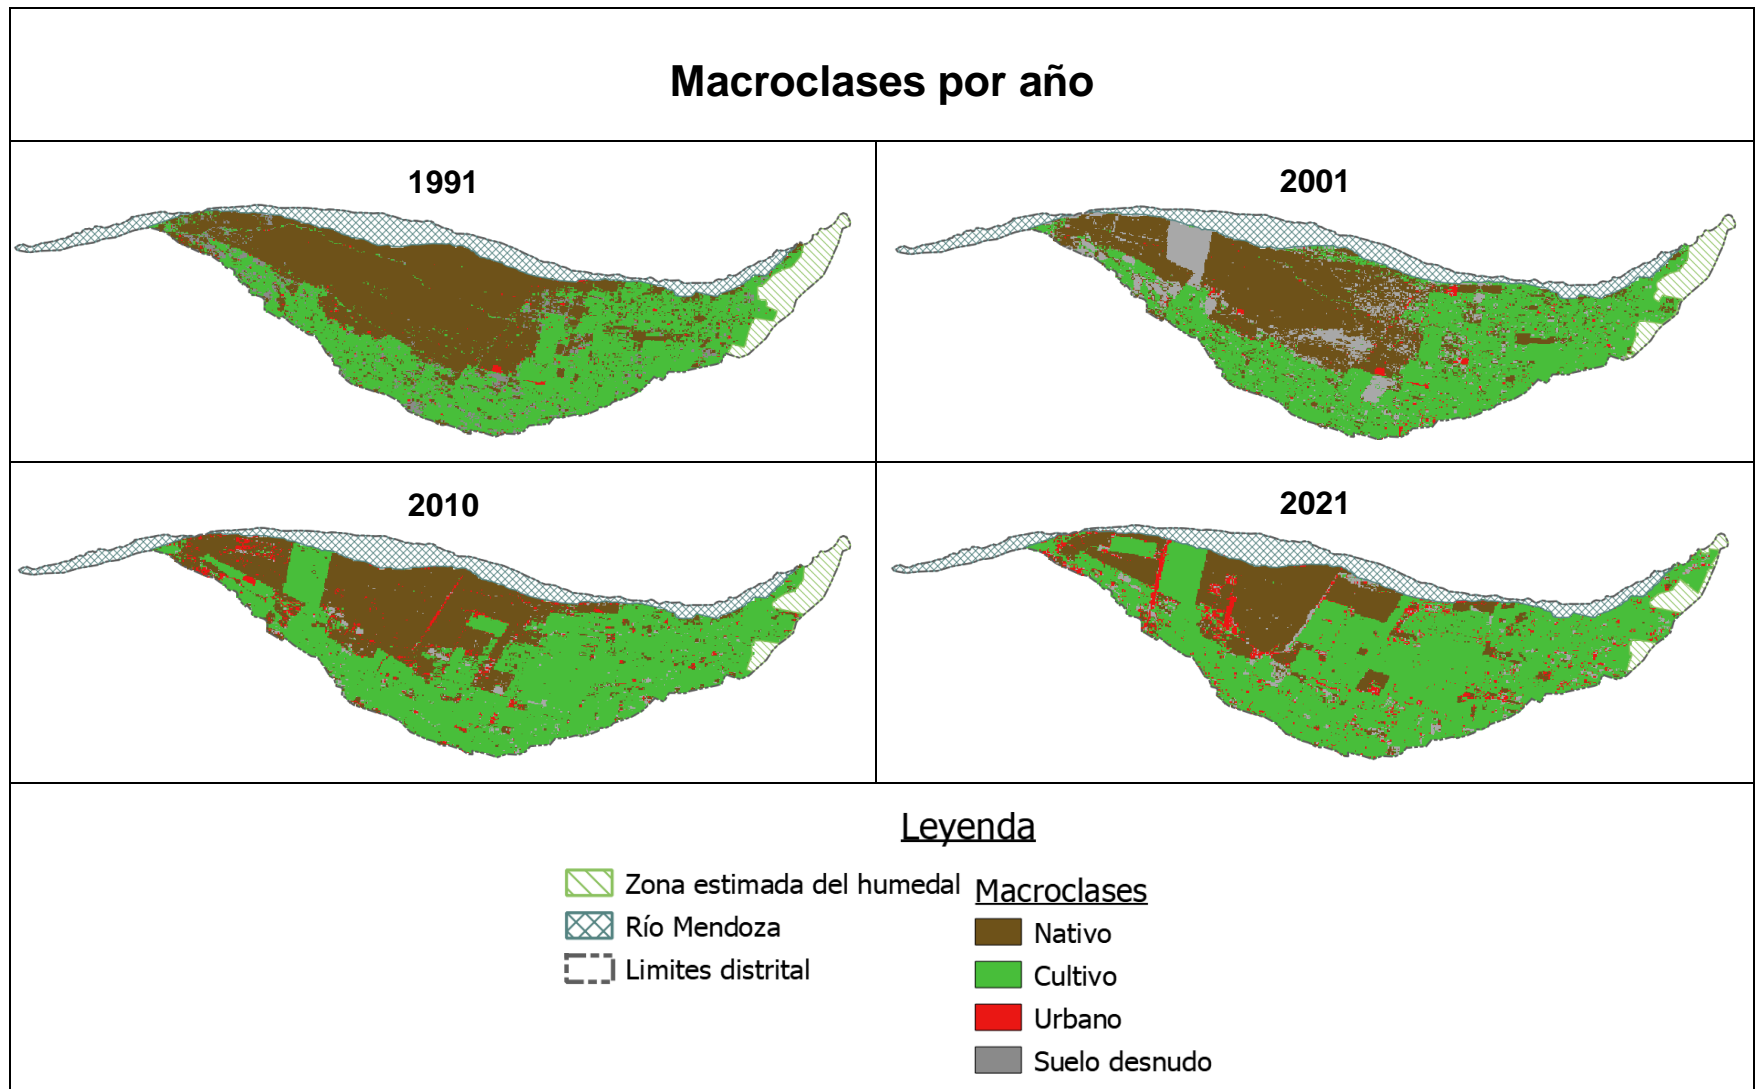 Macroclases por año
1991
2001
2010
2021
Leyenda
Zona estimada del humedal
Río Mendoza
Limites distrital
Macroclases
Nativo
Cultivo
Urbano
Suelo desnudo